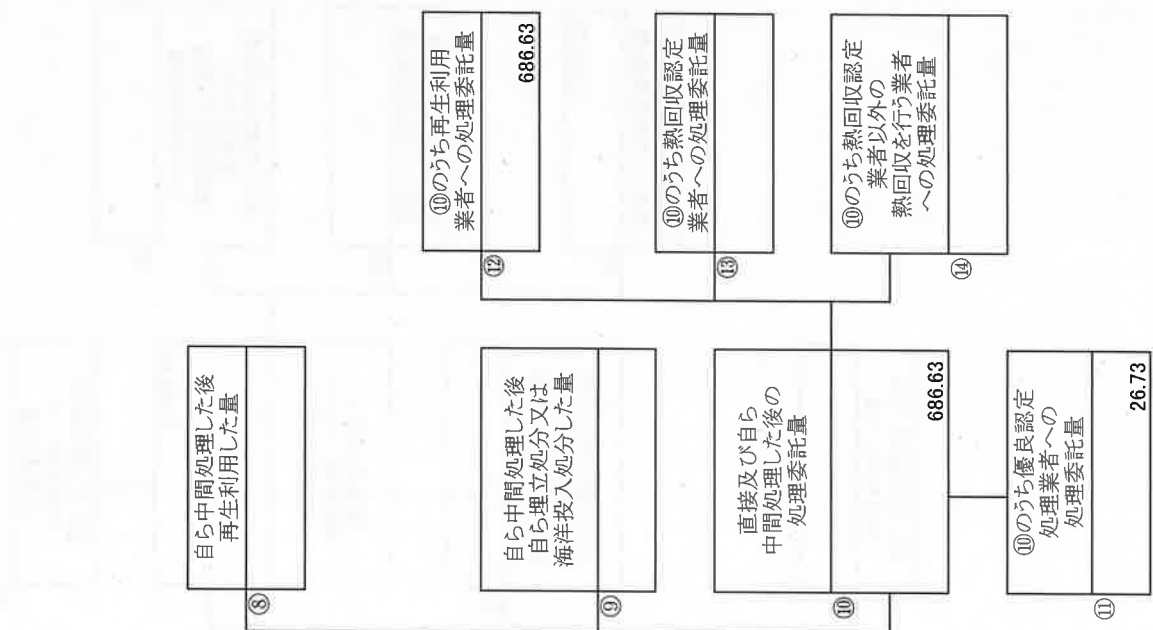 ⑧
自ら中間処理した後
再生利用した量
⑨
自ら中間処理した後
自ら埋立処分又は
海洋投入処分した量
⑩
直接及び自ら
中間処理した後の
処理委託量
686.63
⑪
⑩のうち優良認定
処理業者への
処理委託量
26.73
⑫
⑩のうち再生利用
業者への処理委託量
686.63
⑬
⑩のうち熱回収認定
業者への処理委託量
⑭
⑩のうち熱回収認定
業者以外の
熱回収を行う業者
への処理委託量